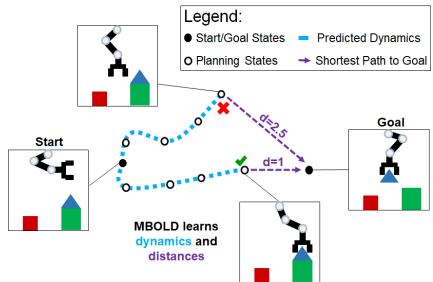 Legend:
Start/Goal States
Predicted Dynamics
Planning States
Shortest Path to Goal
Start
d=2.5
Goal
d=1
MBOLD learns
dynamics and
distances